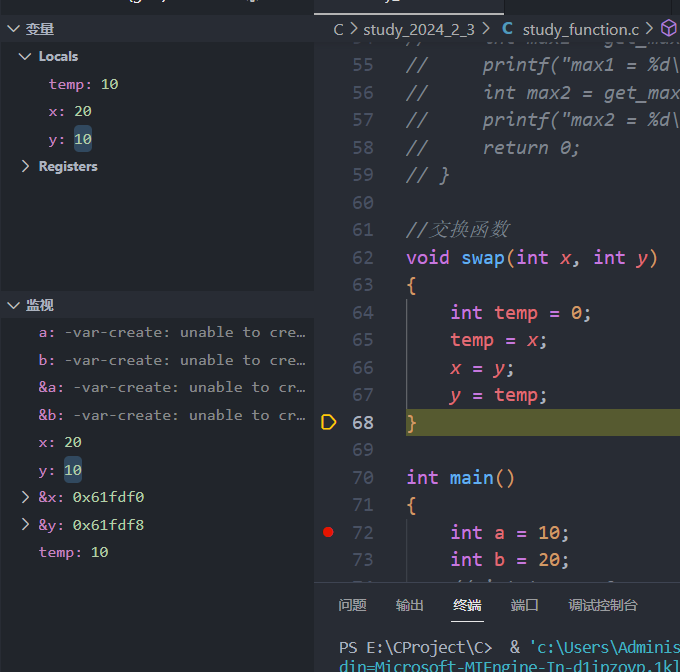 变量
Locals
temp: 10
x: 20
y: 10
Registers
监视
a: -var-create: unable to cre…
b: -var-create: unable to cre…
&a: -var-create: unable to cr…
&b: -var-create: unable to cr…
x: 20
y: 10
&x: 0x61fdf0
&y: 0x61fdf8
temp: 10
C > study_2024_2_3 > C study_function.c >
55 // printf("max1 = %d\
56 // int max2 = get_max
57 // printf("max2 = %d\
58 // return 0;
59 // }
60
61 //交换函数
62 void swap(int x, int y)
63 {
64 int temp = 0;
65 temp = x;
66 x = y;
67 y = temp;
68 }
69
70 int main()
71 {
72 int a = 10;
73 int b = 20;
问题 输出 终端 端口 调试控制台
PS E:\CProject\C> & 'c:\Users\Adminis
din=Microsoft-MIEngine-In-d1jnzovp.1kl